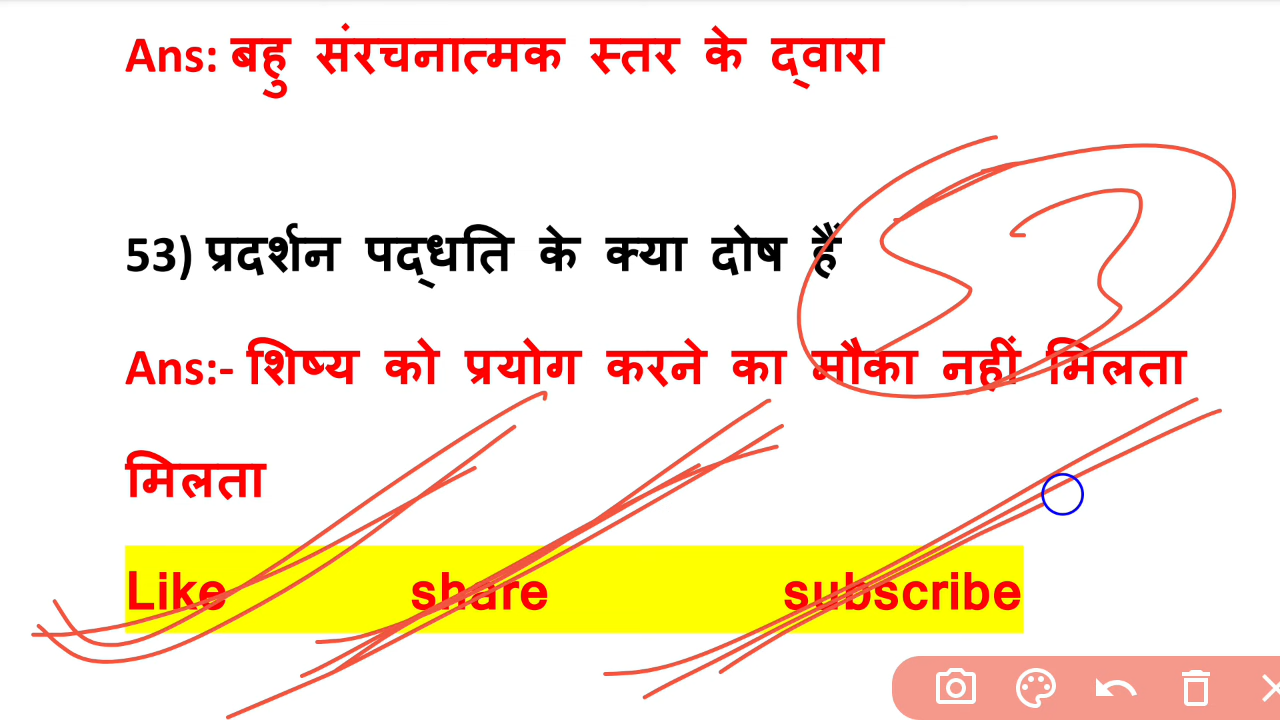 Ans: बहु संरचनात्मक स्तर के द्वारा
53) प्रदर्शन पद्धति के क्या दोष हैं
Ans:- शिष्य को प्रयोग करने का मौका नहीं मिलता
मिलता
Like share subscribe